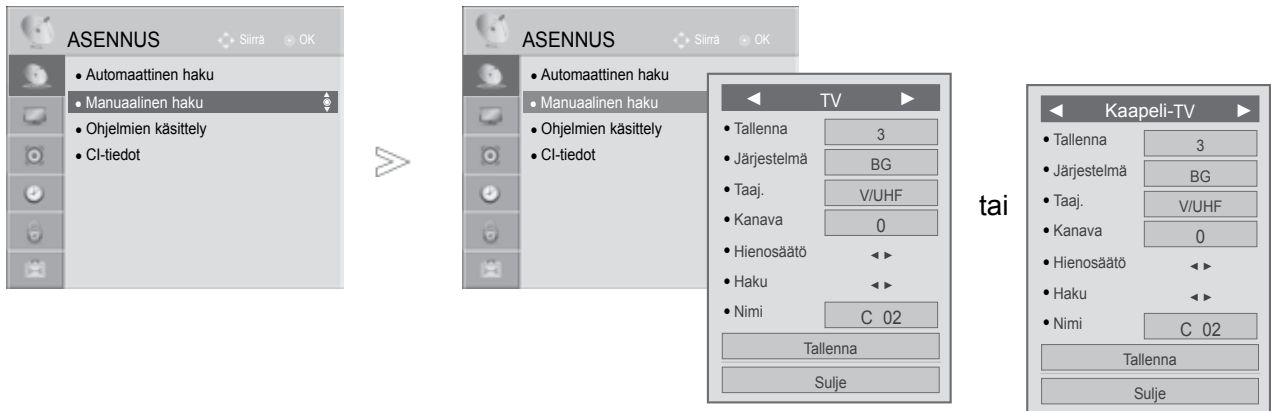 ASENNUS Siirrä OK
• Automaattinen haku
• Manuaalinen haku
• Ohjelmien käsittely
• CI-tiedot
ASENNUS Siirrä OK
• Automaattinen haku
• Manuaalinen haku
• Ohjelmien käsittely
• CI-tiedot
◄ TV ►
• Tallenna 3
• Järjestelmä BG
• Taaj. V/UHF
• Kanava 0
• Hienosäätö ◄ ►
• Haku ◄ ►
• Nimi C 02
Tallenna
Sulje
tai
◄ Kaapeli-TV ►
• Tallenna 3
• Järjestelmä BG
• Taaj. V/UHF
• Kanava 0
• Hienosäätö ◄ ►
• Haku ◄ ►
• Nimi C 02
Tallenna
Sulje